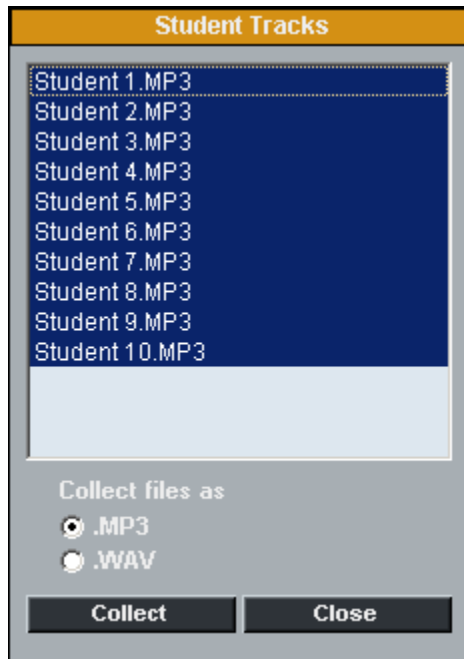 Student Tracks
Student 1.MP3
Student 2.MP3
Student 3.MP3
Student 4.MP3
Student 5.MP3
Student 6.MP3
Student 7.MP3
Student 8.MP3
Student 9.MP3
Student 10.MP3
Collect files as
.MP3
.WAV
Collect Close